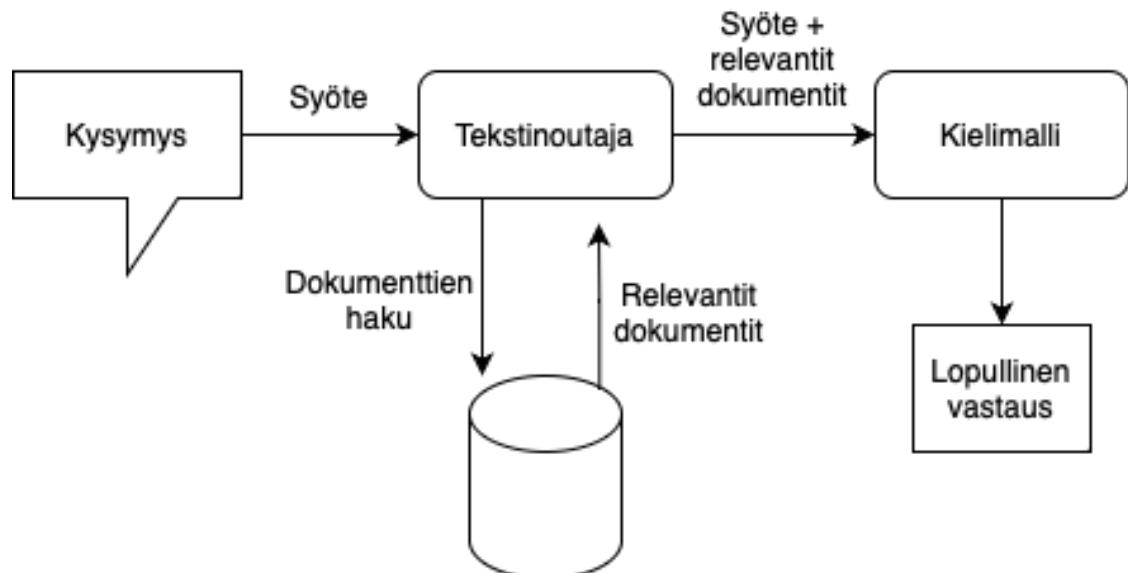 Kysymys
Syöte
Tekstinoutaja
Syöte +
relevantit
dokumentit
Kielimalli
Dokumenttien
haku
Relevantit
dokumentit
Lopullinen
vastaus